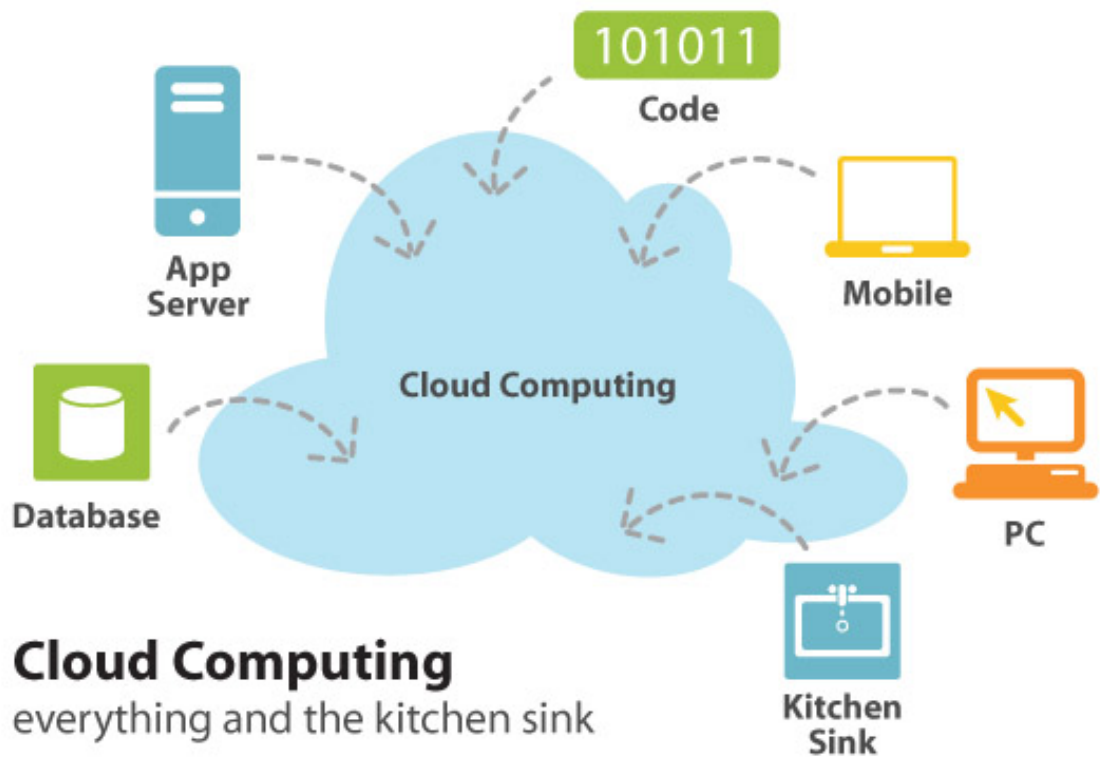 101011
Code
App
Server
Mobile
Cloud Computing
Database
PC
Kitchen
Sink
Cloud Computing
everything and the kitchen sink